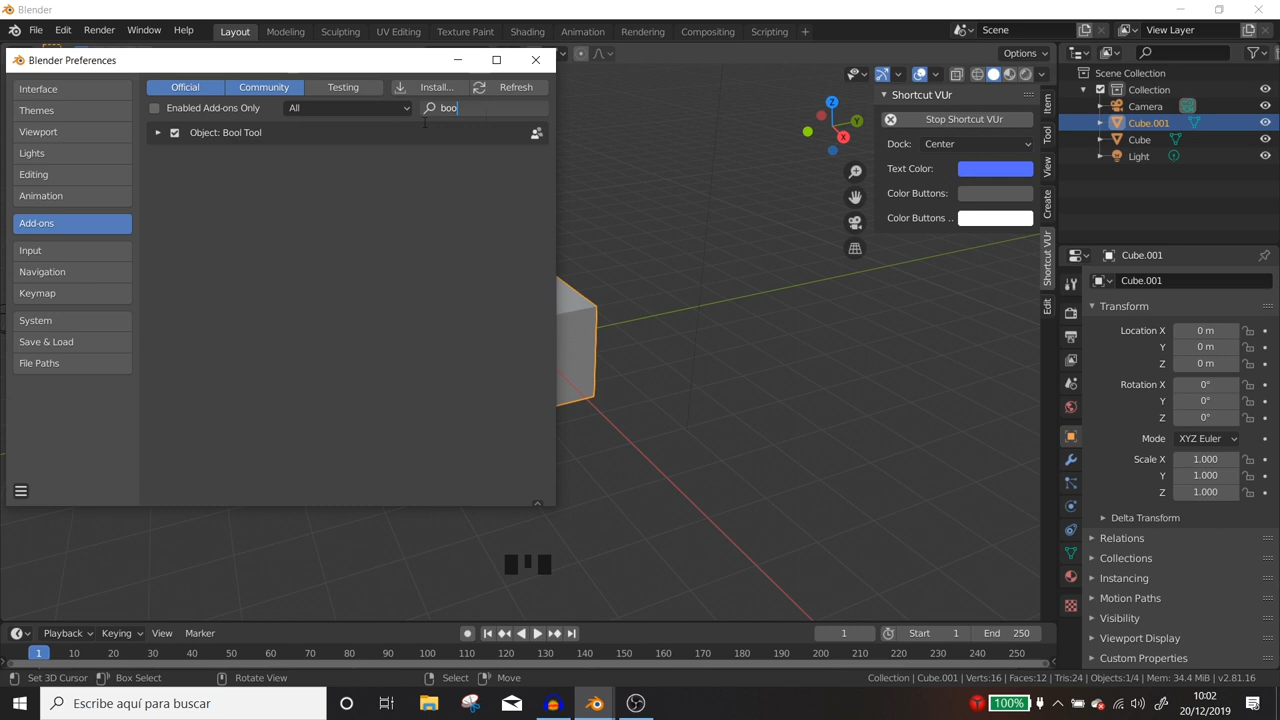 Blender
File Edit Render Window Help Layout Modeling Sculpting UV Editing Texture Paint Shading Animation Rendering Compositing Scripting Scene View Layer
Blender Preferences
Options
Interface
Themes
Viewport
Lights
Editing
Animation
Add-ons
Input
Navigation
Keymap
System
Save & Load
File Paths
Official Community Testing Install... Refresh
Enabled Add-ons Only All boo
Object: Bool Tool
Z
Y
X
Shortcut VUr
Stop Shortcut VUr
Dock: Center
Text Color:
Color Buttons:
Color Buttons ..
Item
Tool
View
Create
Shortcut VUr
Edit
Scene Collection
Collection
Camera
Cube.001
Cube
Light
Cube.001
Cube.001
Transform
Location X 0 m
Y 0 m
Z 0 m
Rotation X 0°
Y 0°
Z 0°
Mode XYZ Euler
Scale X 1.000
Y 1.000
Z 1.000
Delta Transform
Relations
Collections
Instancing
Motion Paths
Visibility
Viewport Display
Custom Properties
Playback Keying View Marker 1 Start 1 End 250
1 10 20 30 40 50 60 70 80 90 100 110 120 130 140 150 160 170 180 190 200 210 220 230 240 250
Set 3D Cursor Box Select Rotate View Select Move Collection | Cube.001 | Verts:16 | Faces:12 | Tris:24 | Objects:1/4 | Mem: 34.4 MiB | v2.81.16
Escribe aquí para buscar
100%
10:02
20/12/2019